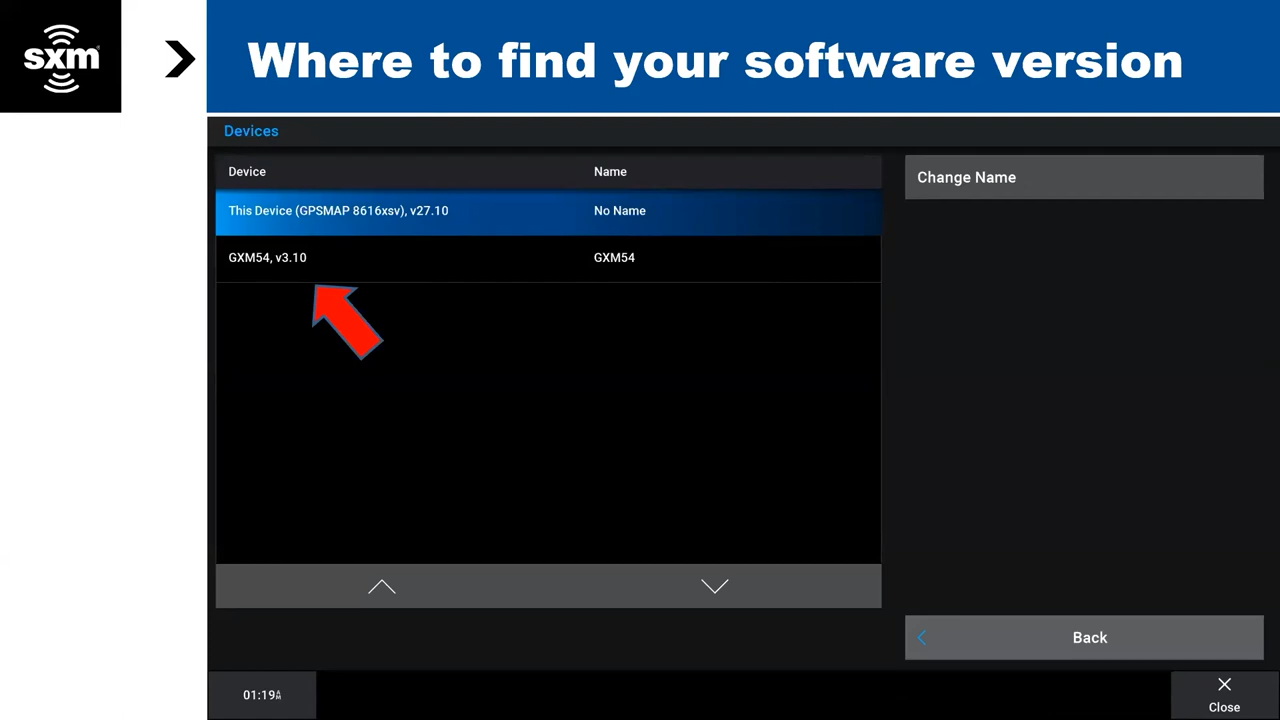 sxm
Where to find your software version
Devices
Device Name
This Device (GPSMAP 8616xsv), v27.10 No Name
GXM54, v3.10 GXM54
Change Name
Back
01:19
Close